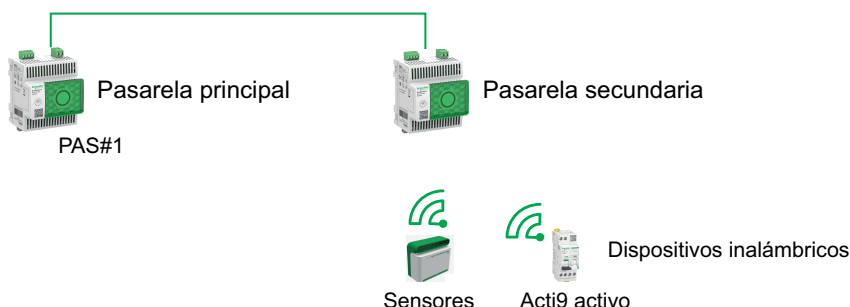 Pasarela principal
Pasarela secundaria
PAS#1
Dispositivos inalámbricos
Sensores
Acti9 activo